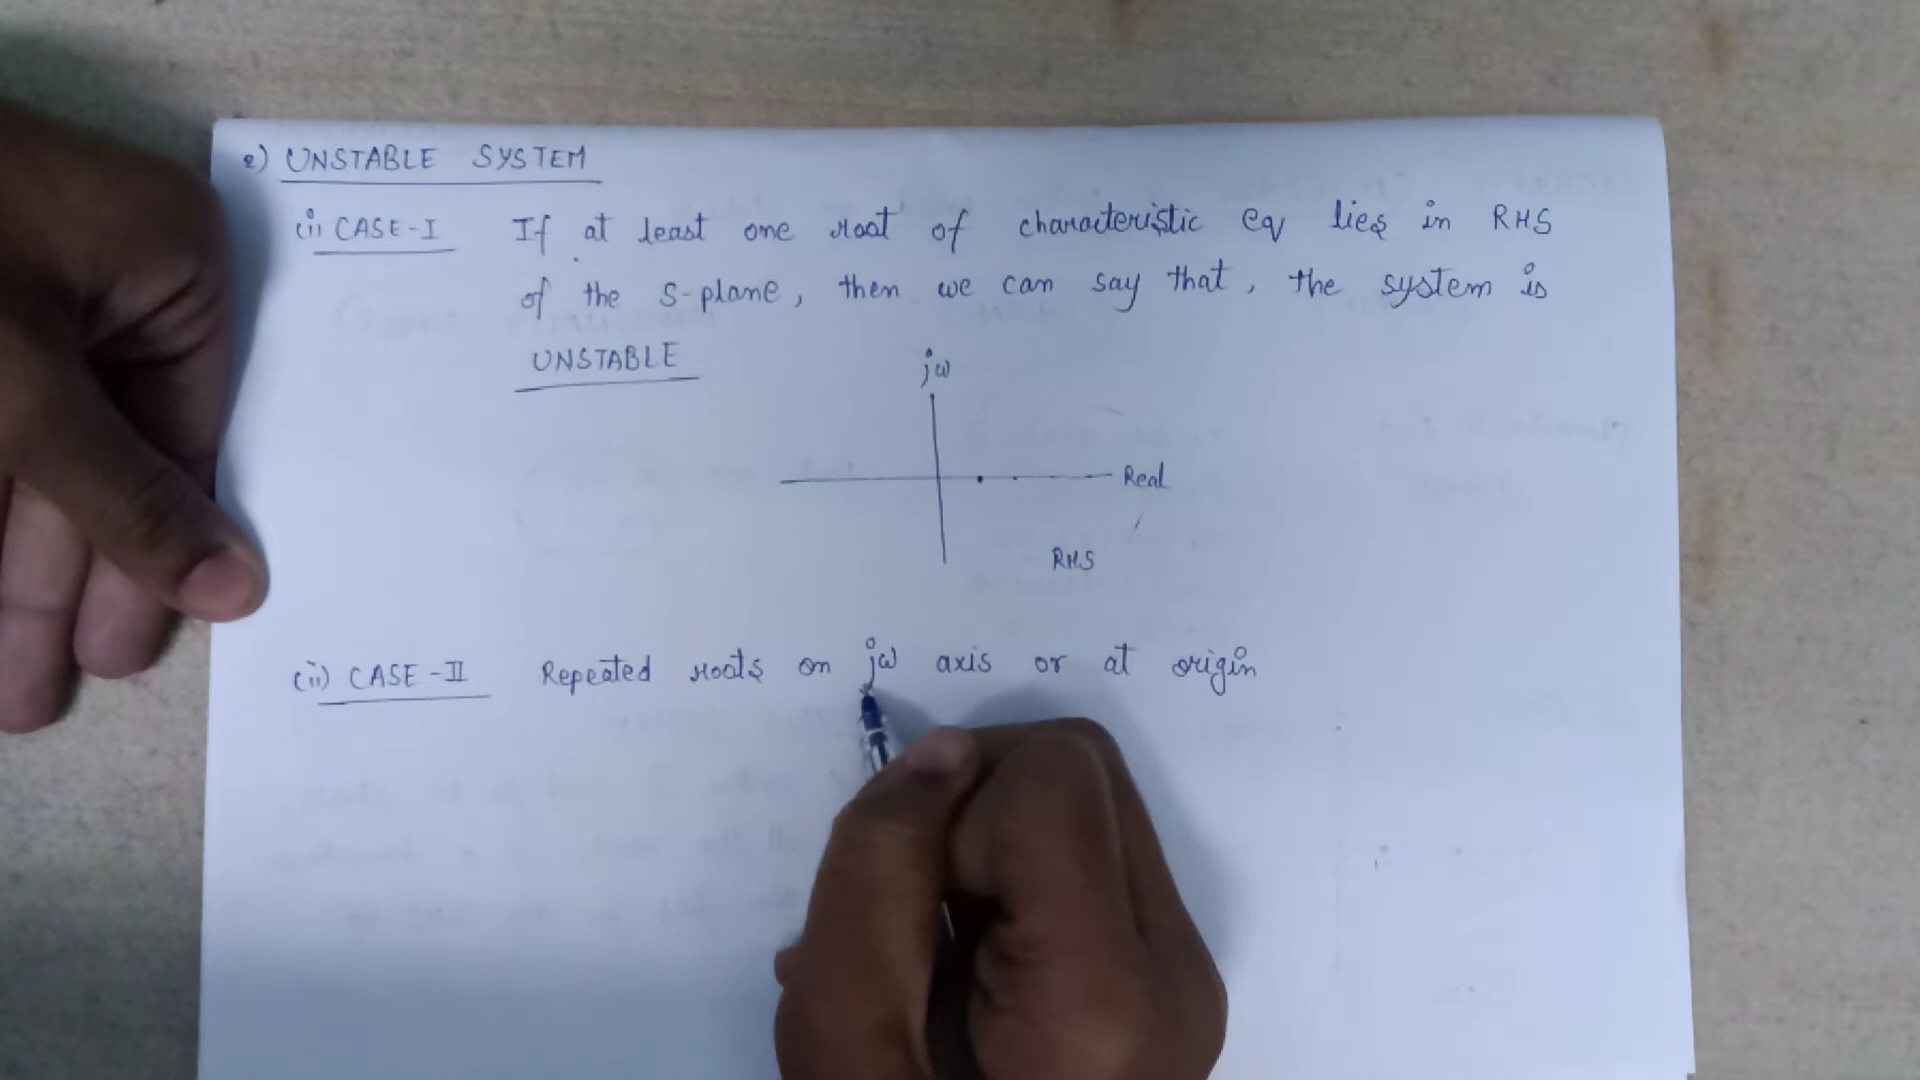 2) UNSTABLE SYSTEM
(i) CASE-I If at least one root of characteristic eq lies in RHS
of the S-plane, then we can say that, the system is
UNSTABLE
jω
Real
RHS
(ii) CASE-II Repeated roots on jω axis or at origin